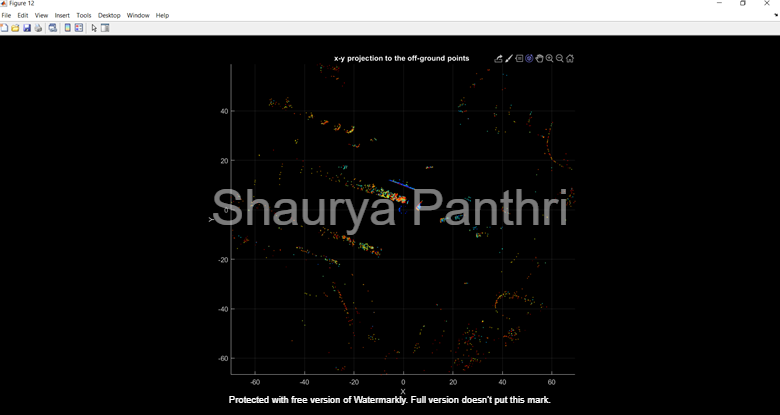 Figure 12
File Edit View Insert Tools Desktop Window Help
x-y projection to the off-ground points
40
20
0
-20
-40
-60
Y
Shaurya Panthri
-60 -40 -20 0 20 40 60
X
Protected with free version of Watermarkly. Full version doesn't put this mark.